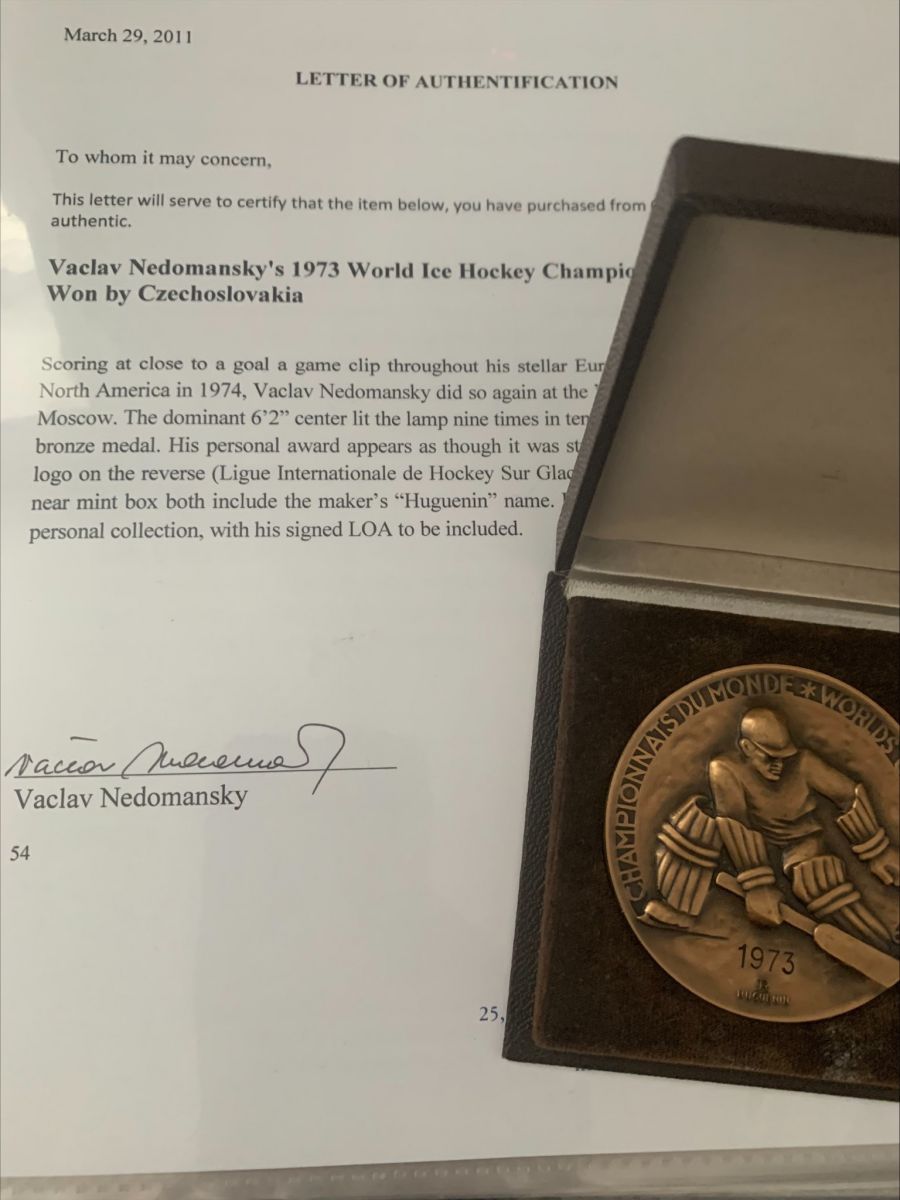 March 29, 2011
LETTER OF AUTHENTIFICATION
To whom it may concern,
This letter will serve to certify that the item below, you have purchased from
authentic.
Vaclav Nedomansky's 1973 World Ice Hockey Champio
Won by Czechoslovakia
Scoring at close to a goal a game clip throughout his stellar Eur
North America in 1974, Vaclav Nedomansky did so again at the
Moscow. The dominant 6'2" center lit the lamp nine times in ten
bronze medal. His personal award appears as though it was st
logo on the reverse (Ligue Internationale de Hockey Sur Glac
near mint box both include the maker's “Huguenin” name.
personal collection, with his signed LOA to be included.
Vaclav Nedomansky
54
25,
CHAMPIONNATS DU MONDE * WORLDS
1973
HUGUENIN